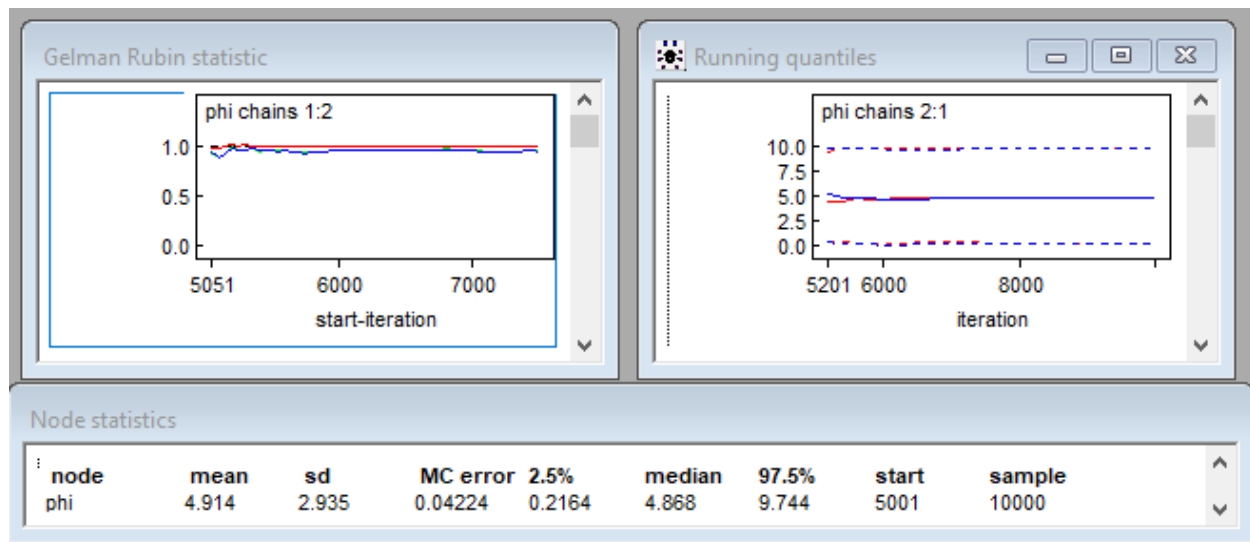 Gelman Rubin statistic
phi chains 1:2
1.0
0.5
0.0
5051 6000 7000
start-iteration
Running quantiles
phi chains 2:1
10.0
7.5
5.0
2.5
0.0
5201 6000 8000
iteration
Node statistics
node mean sd MC error 2.5% median 97.5% start sample
phi 4.914 2.935 0.04224 0.2164 4.868 9.744 5001 10000